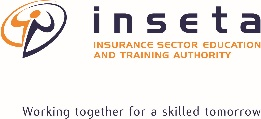 inseta
INSURANCE SECTOR EDUCATION
AND TRAINING AUTHORITY
Working together for a skilled tomorrow